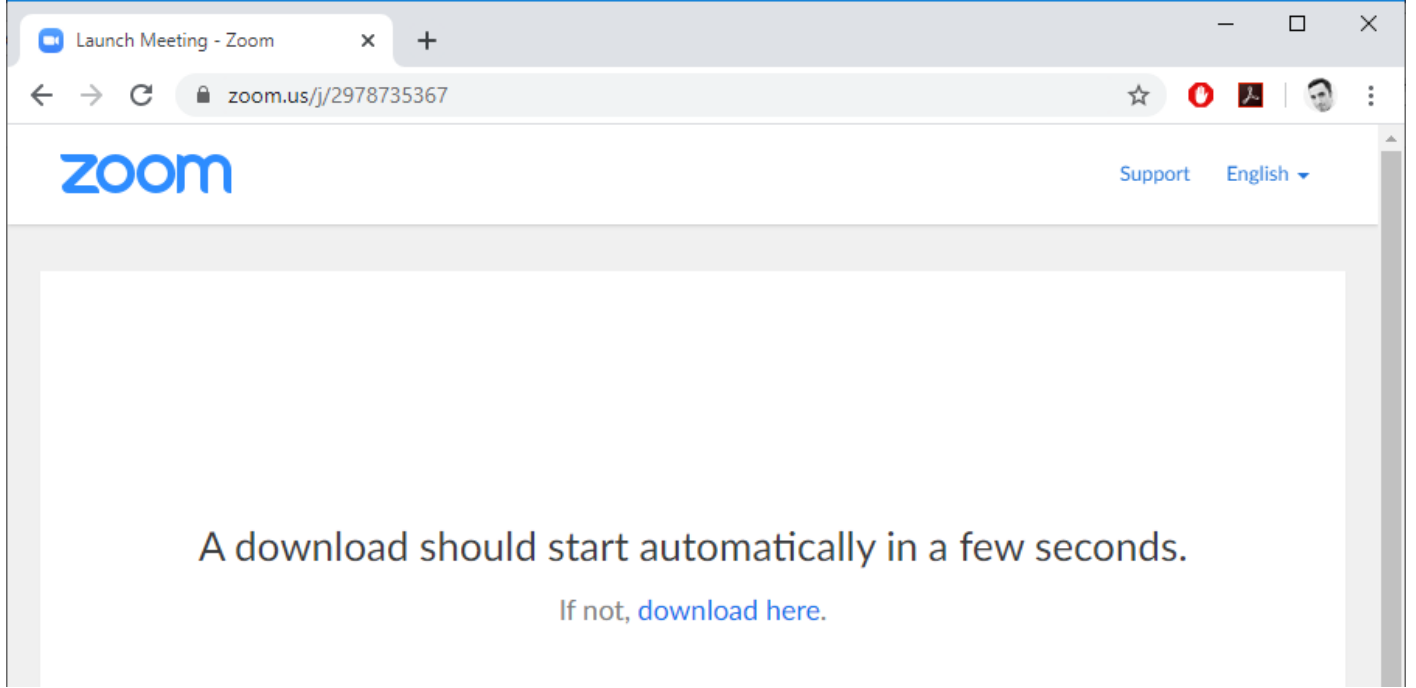 Launch Meeting - Zoom
zoom.us/j/2978735367
zoom
Support English
A download should start automatically in a few seconds.
If not, download here.